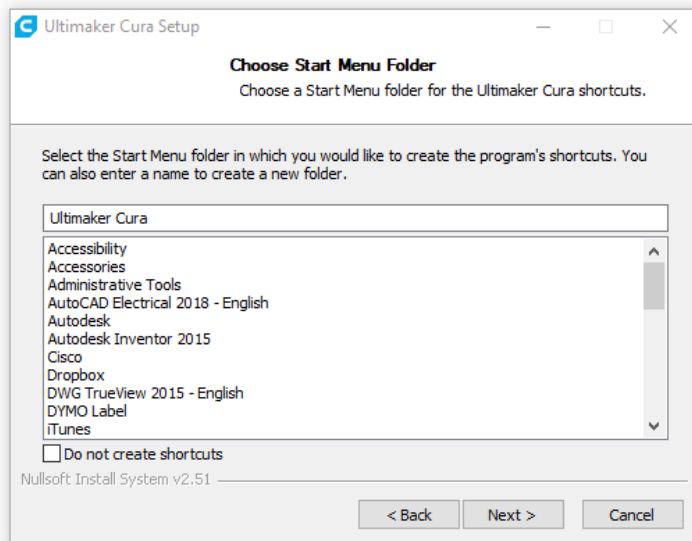 Ultimaker Cura Setup
Choose Start Menu Folder
Choose a Start Menu folder for the Ultimaker Cura shortcuts.
Select the Start Menu folder in which you would like to create the program's shortcuts. You
can also enter a name to create a new folder.
Ultimaker Cura
Accessibility
Accessories
Administrative Tools
AutoCAD Electrical 2018 - English
Autodesk
Autodesk Inventor 2015
Cisco
Dropbox
DWG TrueView 2015 - English
DYMO Label
iTunes
Do not create shortcuts
Nullsoft Install System v2.51
< Back Next > Cancel